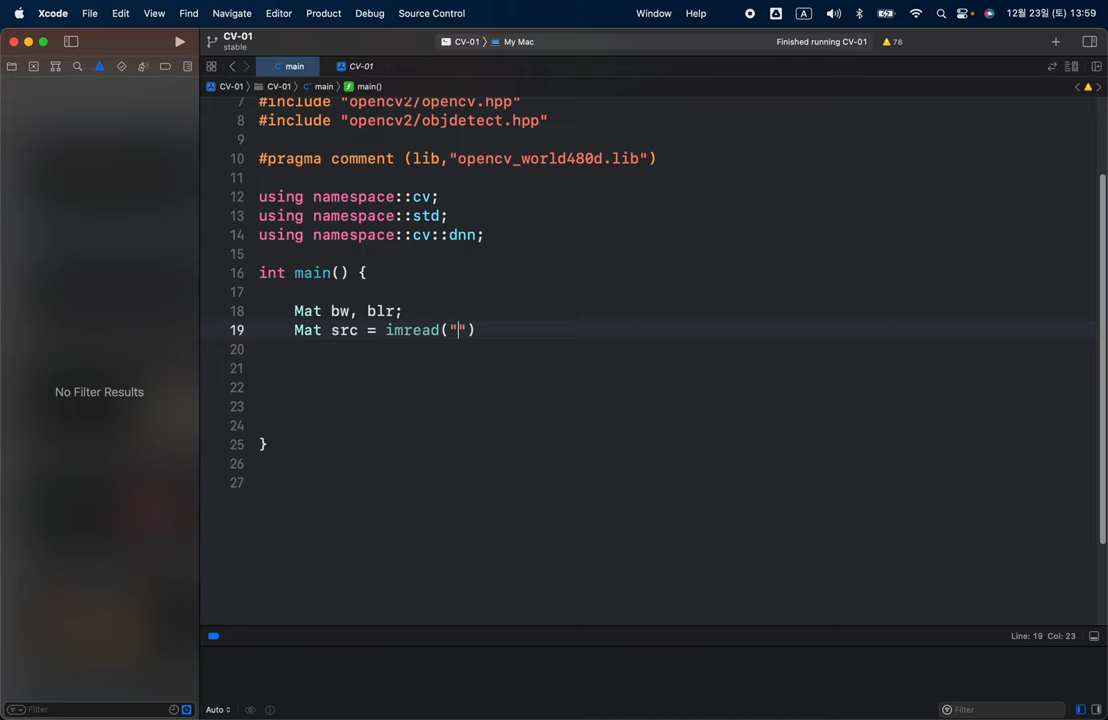 Xcode File Edit View Find Navigate Editor Product Debug Source Control Window Help A 12월 23일(토) 13:59
CV-01
stable
CV-01 〉 My Mac
Finished running CV-01
78
main
CV-01
CV-01 〉 CV-01 〉 main 〉 main()
7 #include "opencv2/opencv.hpp"
8 #include "opencv2/objdetect.hpp"
9
10 #pragma comment (lib,"opencv_world480d.lib")
11
12 using namespace::cv;
13 using namespace::std;
14 using namespace::cv::dnn;
15
16 int main() {
17
18 Mat bw, blr;
19 Mat src = imread("")
20
21
22
23
24
25 }
26
27
No Filter Results
Line: 19 Col: 23
Filter
Auto
Filter